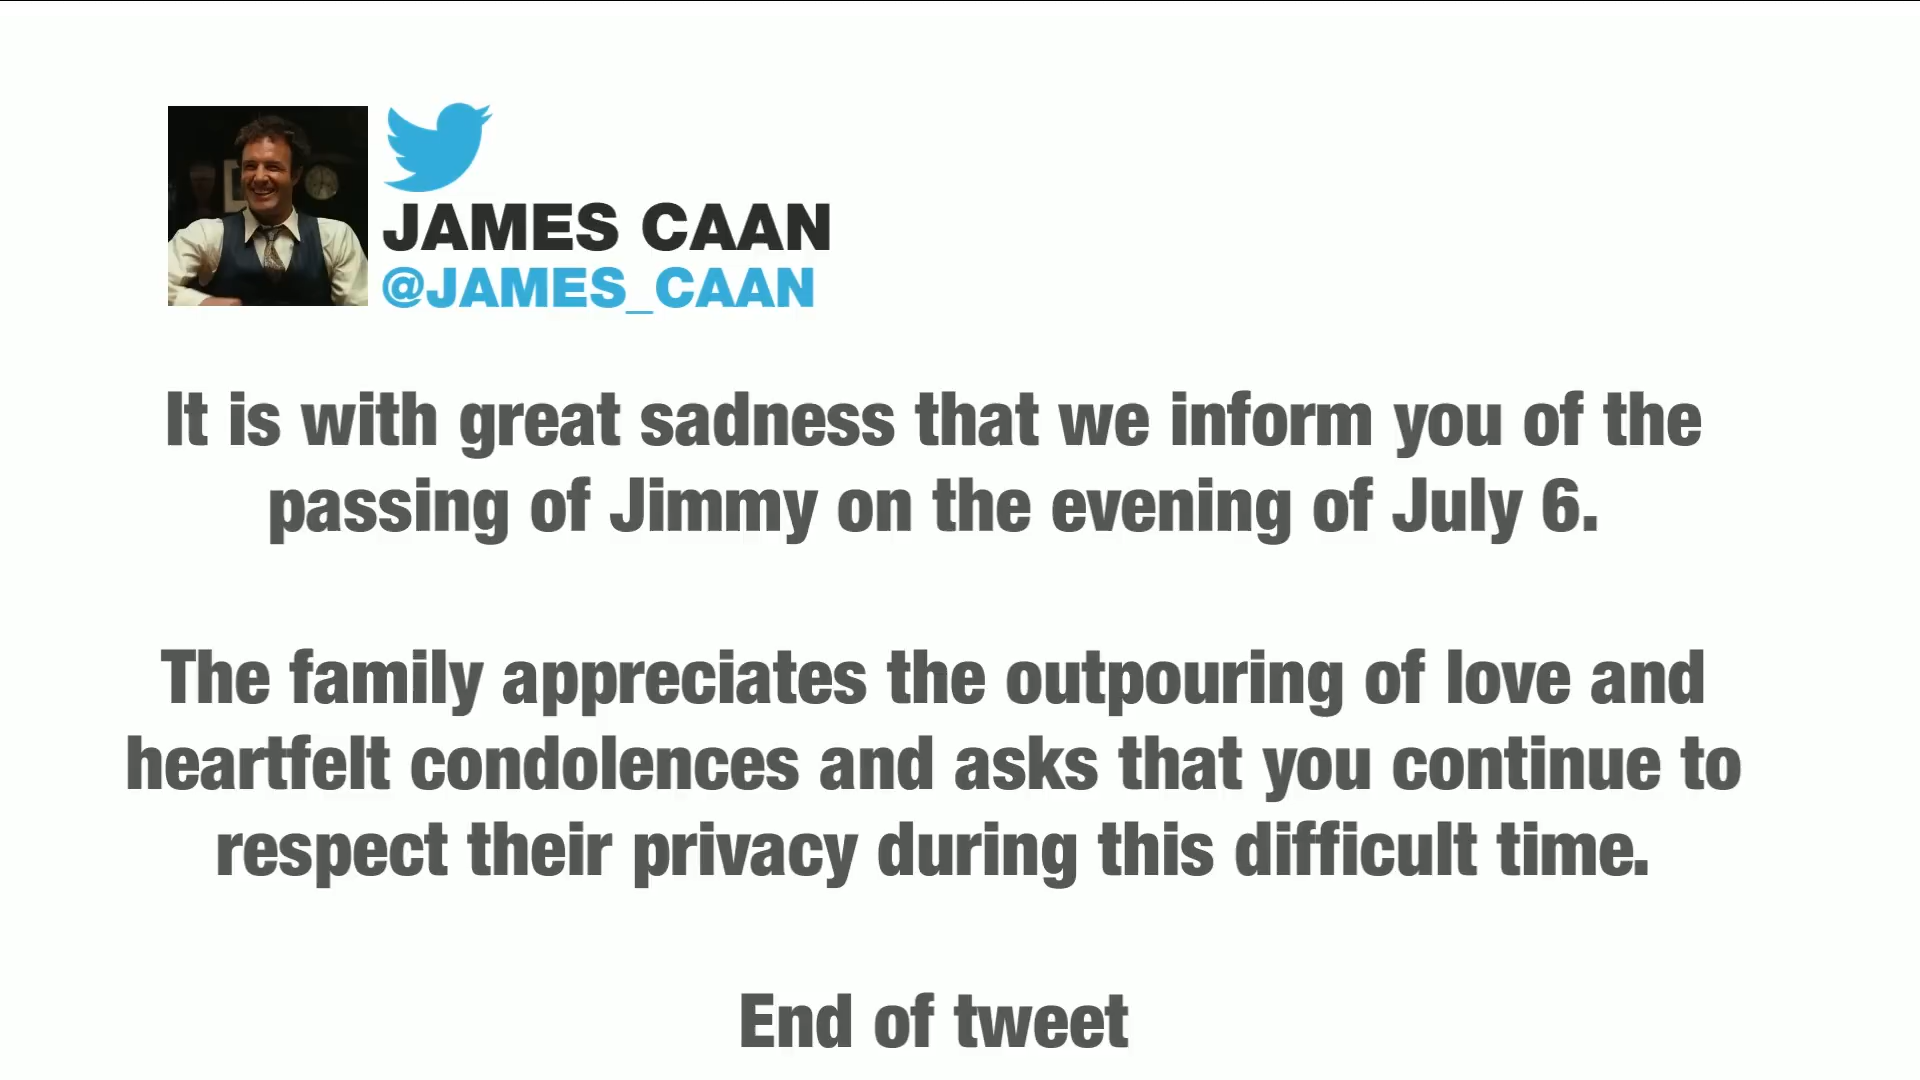 JAMES CAAN
@JAMES_CAAN
It is with great sadness that we inform you of the
passing of Jimmy on the evening of July 6.
The family appreciates the outpouring of love and
heartfelt condolences and asks that you continue to
respect their privacy during this difficult time.
End of tweet